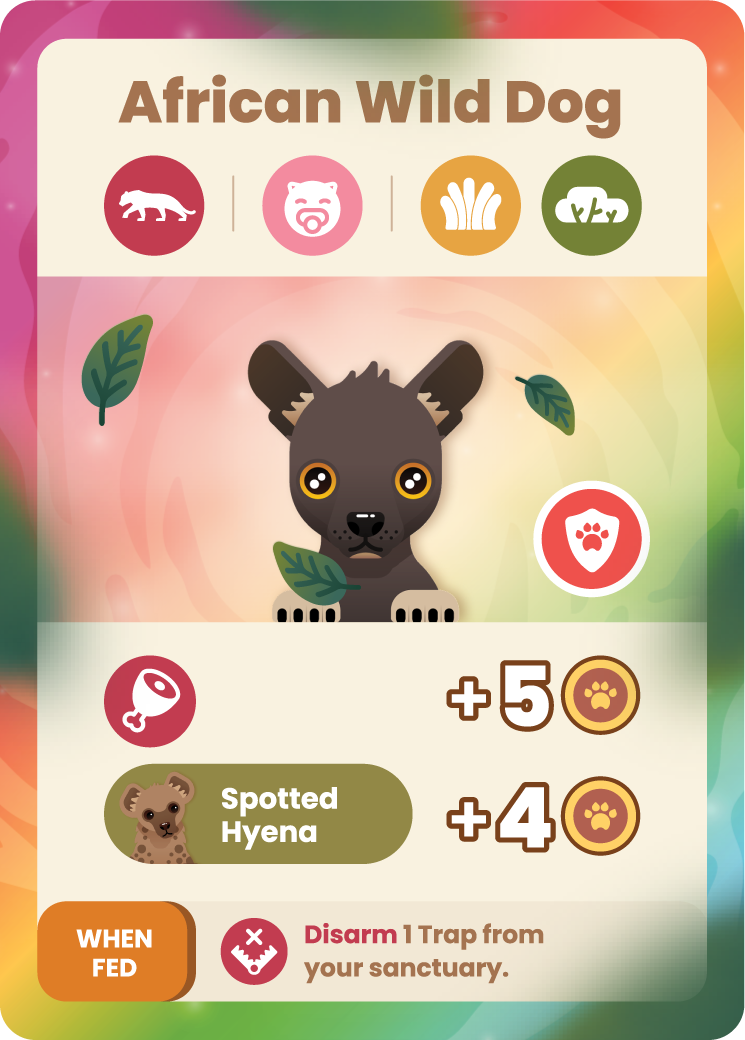 African Wild Dog
+5
Spotted
Hyena
+4
WHEN
FED
Disarm 1 Trap from
your sanctuary.